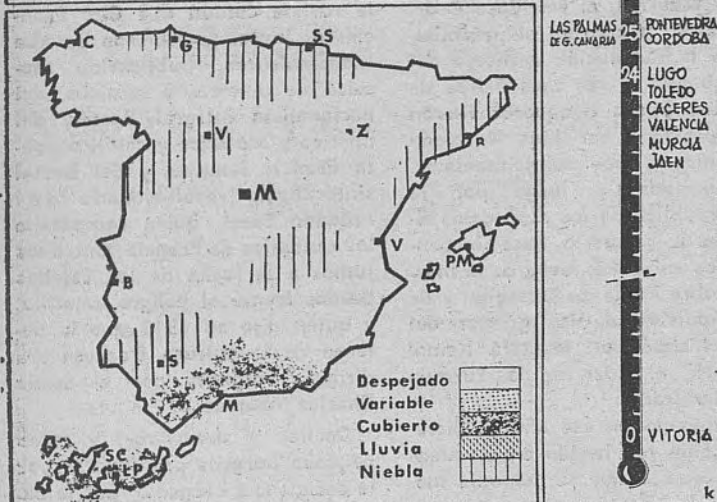 C
G
SS
V
Z
R
M
V
PM
B
S
M
SC
LP
Despejado
Variable
Cubierto
Lluvia
Niebla
LAS PALMAS
DE G. CANARIA
25
PONTEVEDRA
CORDOBA
24
LUGO
TOLEDO
CACERES
VALENCIA
MURCIA
JAEN
0
VITORIA